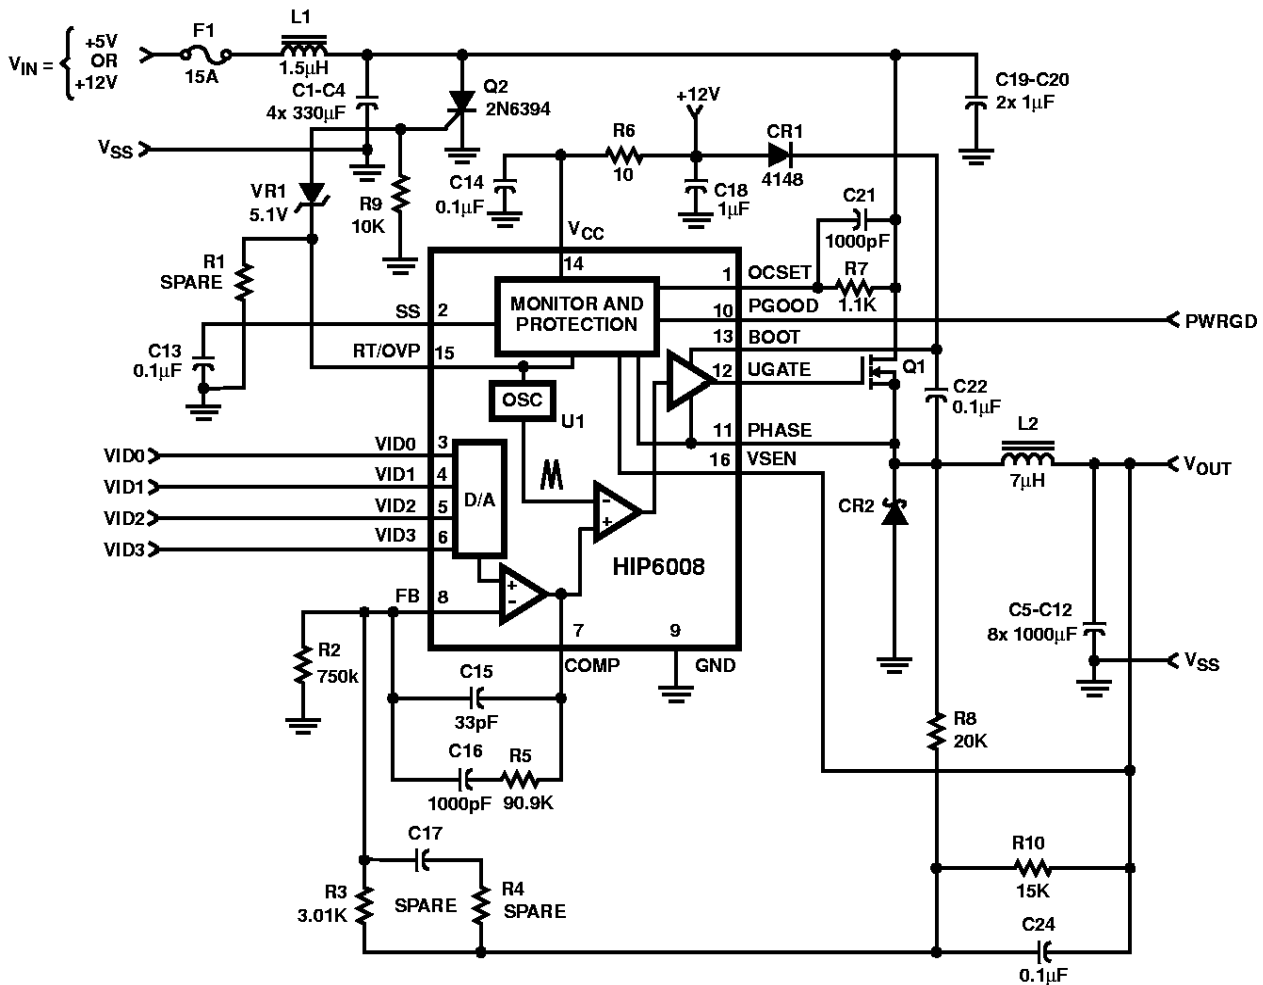 V_IN =
+5V
OR
+12V
F1
15A
L1
1.5μH
C1-C4
4x 330μF
Q2
2N6394
V_SS
+12V
C19-C20
2x 1μF
R6
10
CR1
4148
C14
0.1μF
C18
1μF
VR1
5.1V
R9
10K
C21
1000pF
V_CC
14
R1
SPARE
1
OCSET
R7
1.1K
MONITOR AND
PROTECTION
SS
2
10
PGOOD
PWRGD
13
BOOT
C13
0.1μF
RT/OVP
15
12
UGATE
Q1
OSC
U1
C22
0.1μF
11
PHASE
L2
7μH
16
VSEN
V_OUT
VID0
VID0
3
VID1
VID1
4
VID2
VID2
5
VID3
VID3
6
D/A
-
+
CR2
HIP6008
+
-
FB
8
7
COMP
9
GND
C5-C12
8x 1000μF
V_SS
R2
750k
C15
33pF
C16
1000pF
R5
90.9K
R8
20K
C17
R3
3.01K
SPARE
R4
SPARE
R10
15K
C24
0.1μF